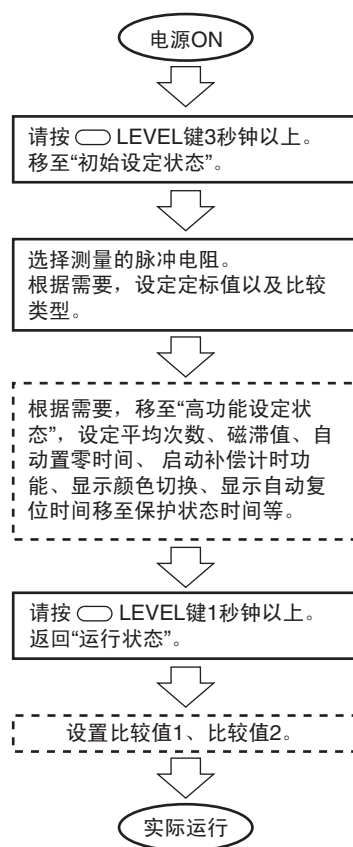 电源ON
请按 LEVEL键3秒钟以上。
移至“初始设定状态”。
选择测量的脉冲电阻。
根据需要，设定定标值以及比较
类型。
根据需要，移至“高功能设定状
态”，设定平均次数、磁滞值、自
动置零时间、 启动补偿计时功
能、显示颜色切换、显示自动复
位时间移至保护状态时间等。
请按 LEVEL键1秒钟以上。
返回“运行状态”。
设置比较值1、比较值2。
实际运行